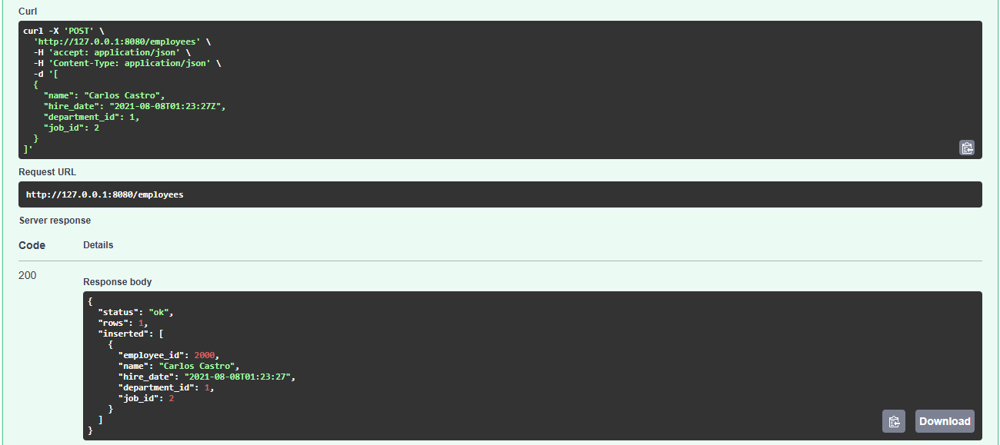 Curl
curl -X 'POST' \
  'http://127.0.0.1:8080/employees' \
  -H 'accept: application/json' \
  -H 'Content-Type: application/json' \
  -d '[
  {
    "name": "Carlos Castro",
    "hire_date": "2021-08-08T01:23:27Z",
    "department_id": 1,
    "job_id": 2
  }
]'
Request URL
http://127.0.0.1:8080/employees
Server response
Code Details
200
Response body
{
  "status": "ok",
  "rows": 1,
  "inserted": [
    {
      "employee_id": 2000,
      "name": "Carlos Castro",
      "hire_date": "2021-08-08T01:23:27",
      "department_id": 1,
      "job_id": 2
    }
  ]
}
Download